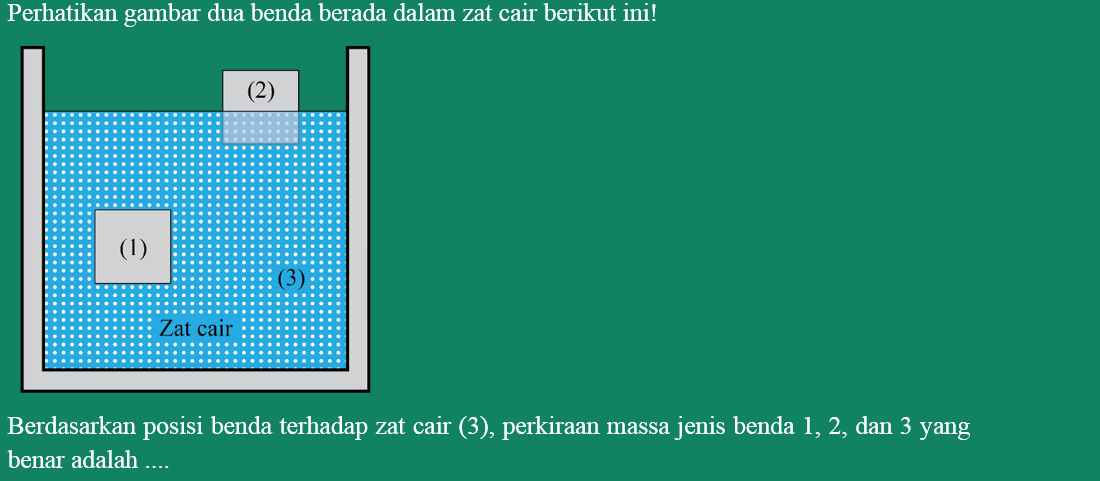 Perhatikan gambar dua benda berada dalam zat cair berikut ini!
(2)
(1)
(3)
Zat cair
Berdasarkan posisi benda terhadap zat cair (3), perkiraan massa jenis benda 1, 2, dan 3 yang
benar adalah ....